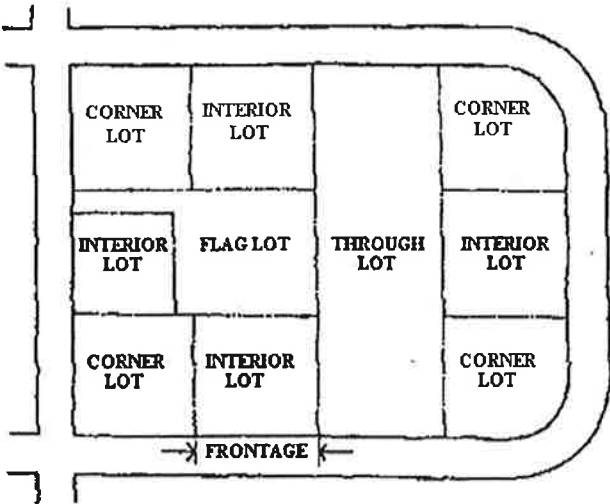 CORNER
LOT
INTERIOR
LOT
CORNER
LOT
INTERIOR
LOT
FLAG LOT
THROUGH
LOT
INTERIOR
LOT
CORNER
LOT
INTERIOR
LOT
CORNER
LOT
FRONTAGE